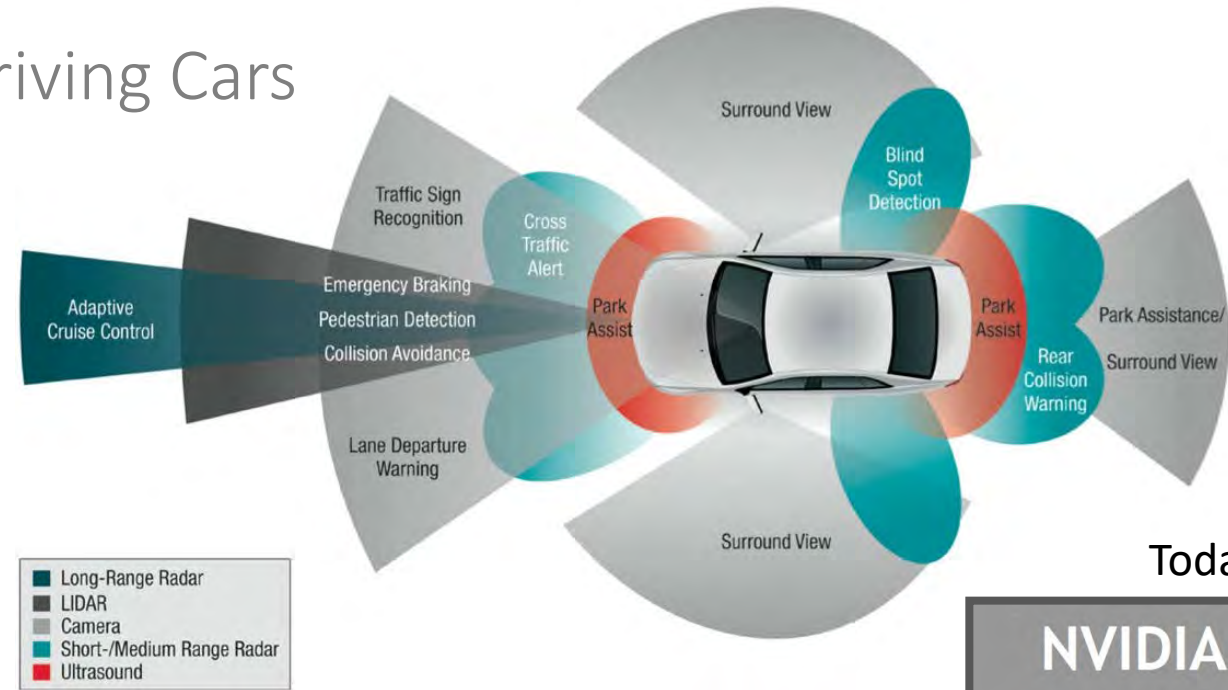 riving Cars
Surround View
Blind
Spot
Detection
Traffic Sign
Recognition
Cross
Traffic
Alert
Emergency Braking
Adaptive
Cruise Control
Pedestrian Detection
Collision Avoidance
Park
Assist
Park
Assist
Park Assistance/
Surround View
Rear
Collision
Warning
Lane Departure
Warning
Surround View
Long-Range Radar
LIDAR
Camera
Short-/Medium Range Radar
Ultrasound
Toda
NVIDIA